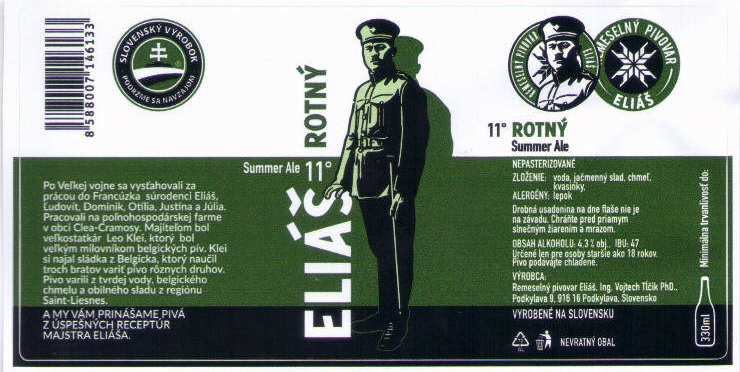 8 588007 146133
SLOVENSKÝ VÝROBOK
PODPORME SA NAVZÁJOM
Po Veľkej vojne sa vysťahovali za
prácou do Francúzka súrodenci Eliáš,
Ľudovít, Dominik, Otília, Justína a Júlia.
Pracovali na poľnohospodárskej farme
v obci Clea-Cramosy. Majiteľom bol
veľkostatkár Leo Klei, ktorý bol
veľkým milovníkom belgických pív. Klei
si najal sládka z Belgicka, ktorý naučil
troch bratov variť pivo rôznych druhov.
Pivo varili z tvrdej vody, belgického
chmelu a obilného sladu z regiónu
Saint-Liesnes.
A MY VÁM PRINÁŠAME PIVÁ
Z ÚSPEŠNÝCH RECEPTÚR
MAJSTRA ELIÁŠA.
Summer Ale 11°
ELIÁŠ
ROTNÝ
REMESELNÝ PIVOVAR ELIÁŠ
REMESELNÝ PIVOVAR
ELIÁŠ
11° ROTNÝ
Summer Ale
NEPASTERIZOVANÉ
ZLOŽENIE: voda, jačmenný slad, chmeľ,
kvasinky,
ALERGÉNY: lepok
Drobná usadenina na dne fľaše nie je
na závadu. Chráňte pred priamym
slnečným žiarením a mrazom.
OBSAH ALKOHOLU: 4,3 % obj., IBU: 47
Určené len pre osoby staršie ako 18 rokov.
Pivo podávajte chladené.
VÝROBCA:
Remeselný pivovar Eliáš. Ing. Vojtech Tĺčik PhD.,
Podkylava 9, 916 16 Podkylava, Slovensko
VYROBENÉ NA SLOVENSKU
NEVRATNÝ OBAL
Minimálna trvanlivosť do:
330ml